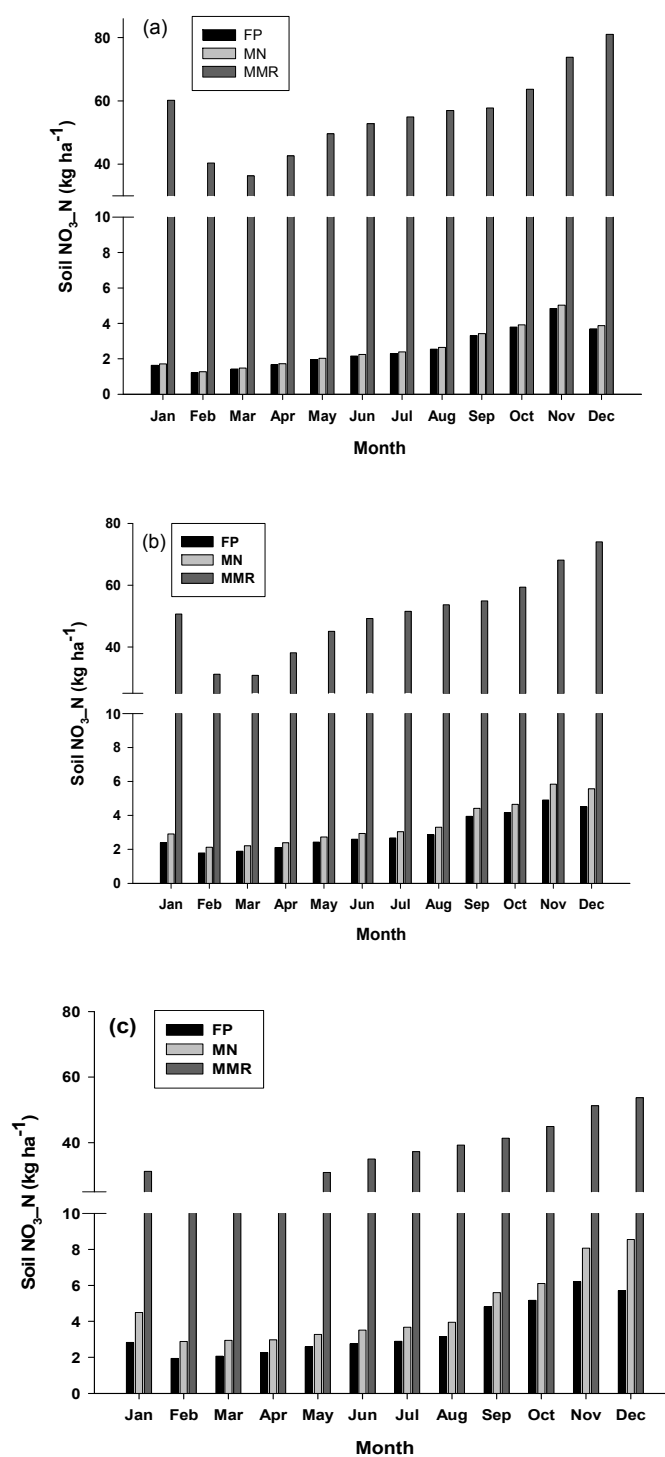 (a)
FP
MN
MMR
80
60
40
10
8
6
4
2
0
Soil NO₃_N (kg ha⁻¹)
Jan Feb Mar Apr May Jun Jul Aug Sep Oct Nov Dec
Month
(b)
FP
MN
MMR
80
60
40
10
8
6
4
2
0
Soil NO₃_N (kg ha⁻¹)
Jan Feb Mar Apr May Jun Jul Aug Sep Oct Nov Dec
Month
(c)
FP
MN
MMR
80
60
40
10
8
6
4
2
0
Soil NO₃_N (kg ha⁻¹)
Jan Feb Mar Apr May Jun Jul Aug Sep Oct Nov Dec
Month